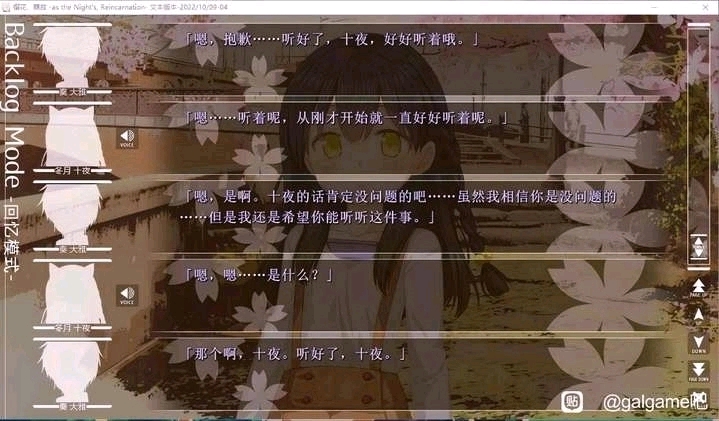 樱花、萌放 -as the Night's, Reincarnation- 文本版本-2022/10/09-04
Backlog Mode -回忆模式-
「嗯，抱歉……听好了，十夜，好好听着哦。」
葵 大雅
「嗯……听着呢，从刚才开始就一直好好听着呢。」
VOICE
冬月 十夜
「嗯，是啊。十夜的话肯定没问题的吧……虽然我相信你是没问题的
……但是我还是希望你能听听这件事。」
葵 大雅
「嗯，嗯……是什么？」
VOICE
冬月 十夜
「那个啊，十夜。听好了，十夜。」
葵 大雅
PAGE UP
DOWN
PAGE DOWN
贴 @galgame吧